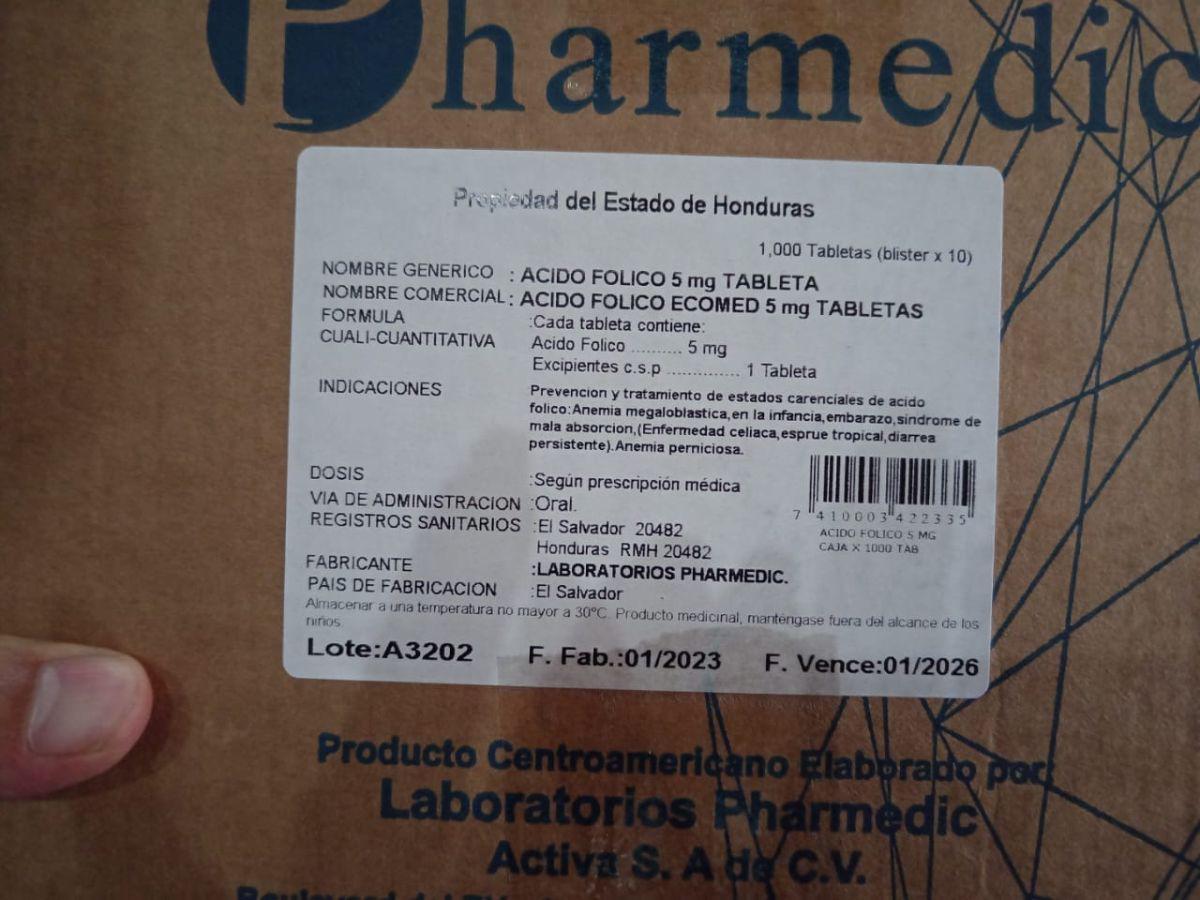 Pharmedic
Propiedad del Estado de Honduras
1,000 Tabletas (blister x 10)
NOMBRE GENERICO : ACIDO FOLICO 5 mg TABLETA
NOMBRE COMERCIAL : ACIDO FOLICO ECOMED 5 mg TABLETAS
FORMULA :Cada tableta contiene:
CUALI-CUANTITATIVA Acido Folico .......... 5 mg
Excipientes c.s.p .............. 1 Tableta
INDICACIONES Prevencion y tratamiento de estados carenciales de acido
folico:Anemia megaloblastica,en la infancia,embarazo,sindrome de
mala absorcion,(Enfermedad celiaca,esprue tropical,diarrea
persistente).Anemia perniciosa.
DOSIS :Según prescripción médica
VIA DE ADMINISTRACION :Oral.
REGISTROS SANITARIOS :El Salvador 20482
Honduras RMH 20482
7 410003 422335
ACIDO FOLICO 5 MG
CAJA X 1000 TAB
FABRICANTE :LABORATORIOS PHARMEDIC.
PAIS DE FABRICACION :El Salvador
Almacenar a una temperatura no mayor a 30°C. Producto medicinal, manténgase fuera del alcance de los
niños.
Lote:A3202 F. Fab.:01/2023 F. Vence:01/2026
Producto Centroamericano Elaborado por:
Laboratorios Pharmedic
Activa S. A de C.V.